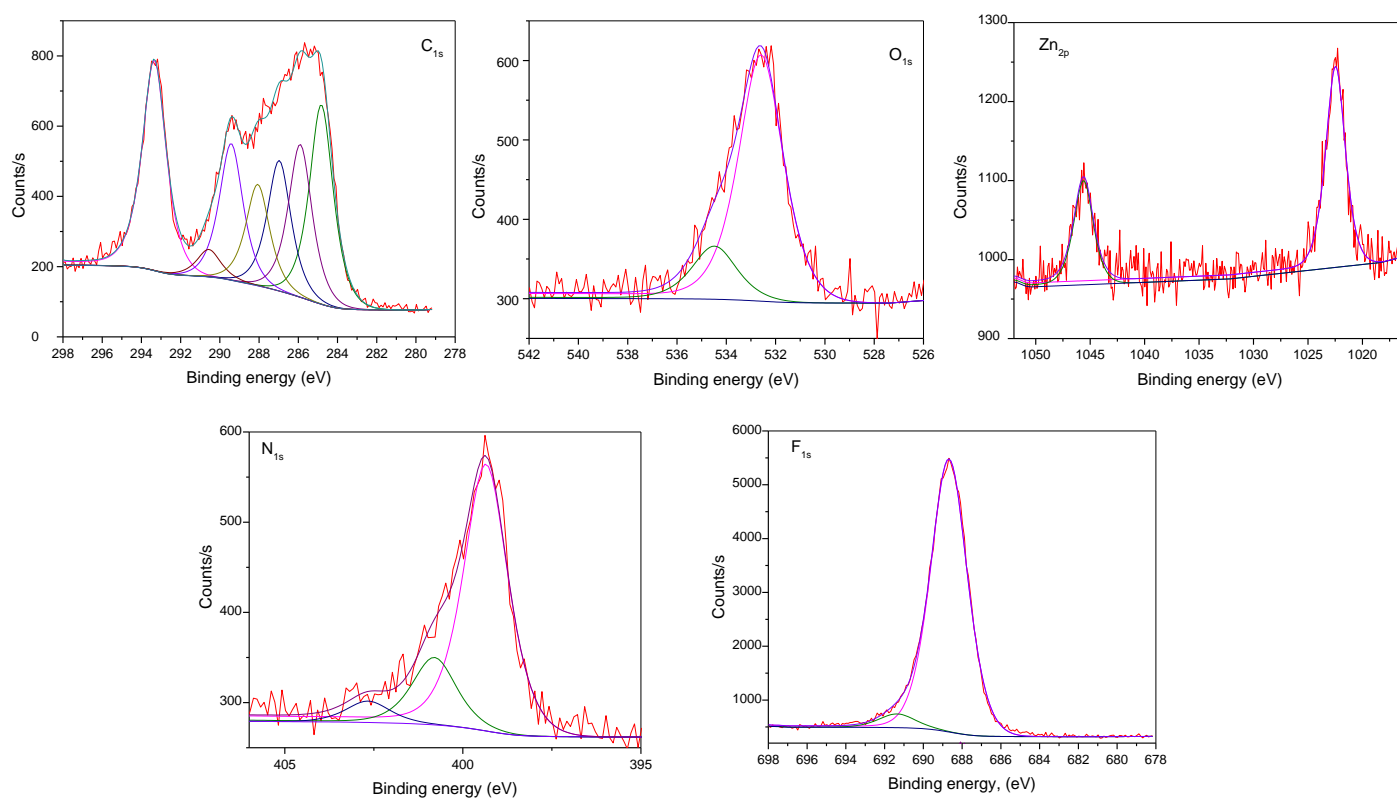 C1s
Counts/s
800
600
400
200
0
298 296 294 292 290 288 286 284 282 280 278
Binding energy (eV)
O1s
Counts/s
600
500
400
300
542 540 538 536 534 532 530 528 526
Binding energy (eV)
Zn2p
Counts/s
1300
1200
1100
1000
900
1050 1045 1040 1035 1030 1025 1020
Binding energy (eV)
N1s
Counts/s
600
500
400
300
405 400 395
Binding energy (eV)
F1s
Counts/s
6000
5000
4000
3000
2000
1000
698 696 694 692 690 688 686 684 682 680 678
Binding energy, (eV)